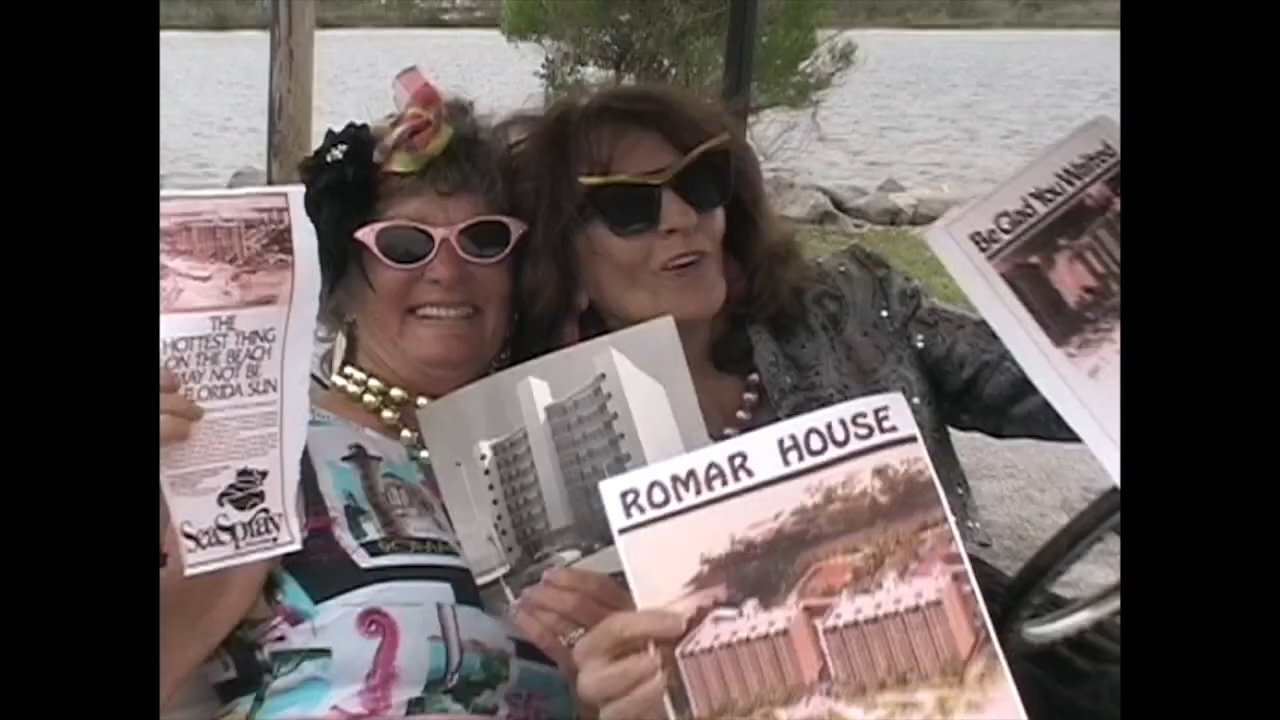 THE
HOTTEST THING
ON THE BEACH
MAY NOT BE
FLORIDA SUN
SeaSpray
ROMAR HOUSE
Be Glad You Waited